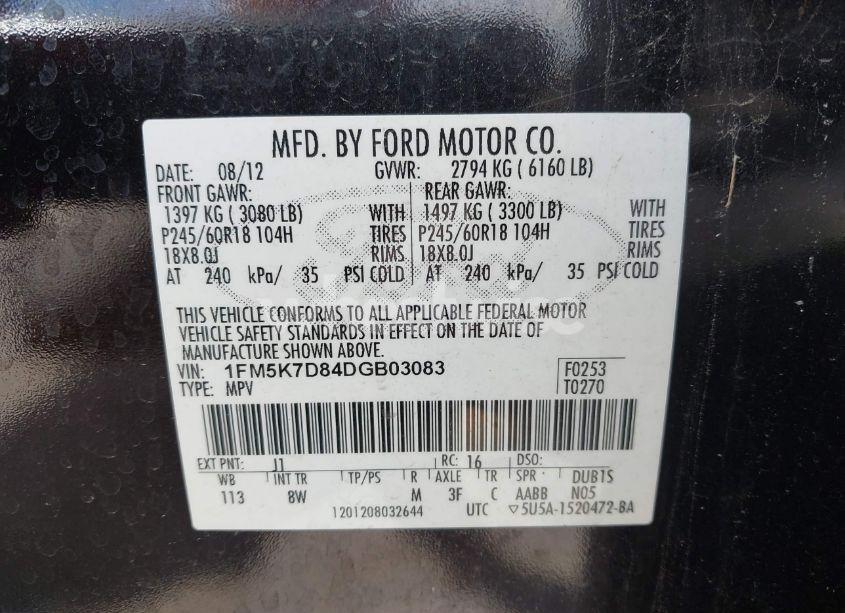 MFD. BY FORD MOTOR CO.
DATE: 08/12 GVWR: 2794 KG ( 6160 LB)
FRONT GAWR: REAR GAWR:
1397 KG ( 3080 LB) WITH 1497 KG ( 3300 LB) WITH
P245/60R18 104H TIRES P245/60R18 104H TIRES
18X8.0J RIMS 18X8.0J RIMS
AT 240 kPa/ 35 PSI COLD AT 240 kPa/ 35 PSI COLD
THIS VEHICLE CONFORMS TO ALL APPLICABLE FEDERAL MOTOR
VEHICLE SAFETY STANDARDS IN EFFECT ON THE DATE OF
MANUFACTURE SHOWN ABOVE.
VIN: 1FM5K7D84DGB03083 F0253
TYPE: MPV T0270
EXT PNT: J1 RC: 16 DSO:
WB INT TR TP/PS R AXLE TR SPR DUB1S
113 8W M 3F C AABB N05
1201208032644 UTC ▽5U5A-1520472-BA